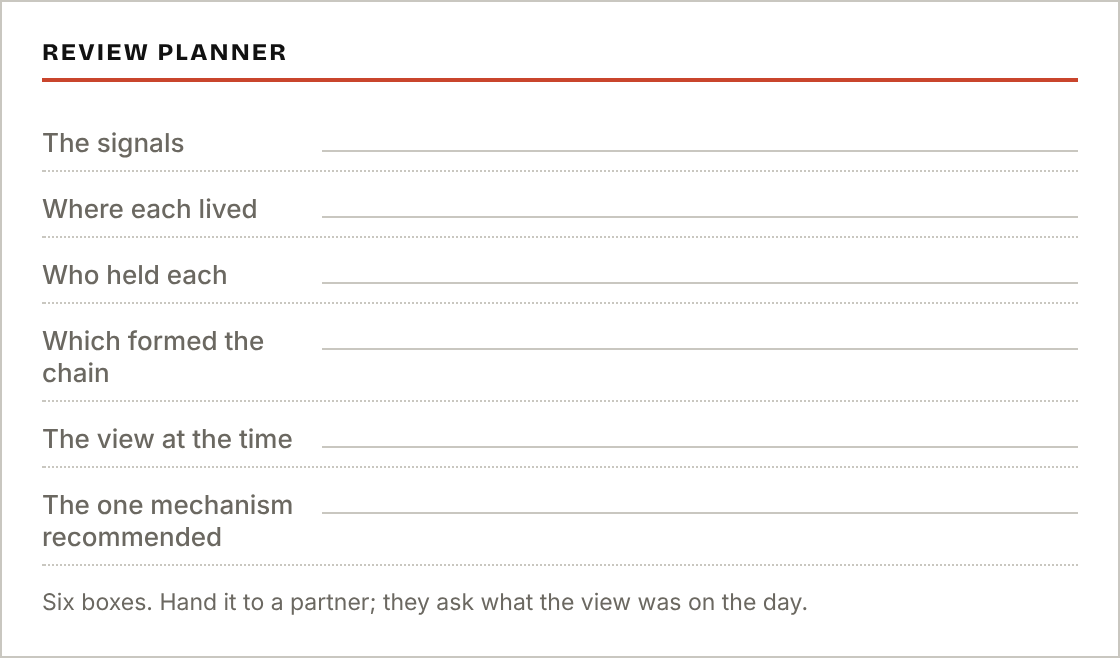 REVIEW PLANNER
The signals
Where each lived
Who held each
Which formed the
chain
The view at the time
The one mechanism
recommended
Six boxes. Hand it to a partner; they ask what the view was on the day.